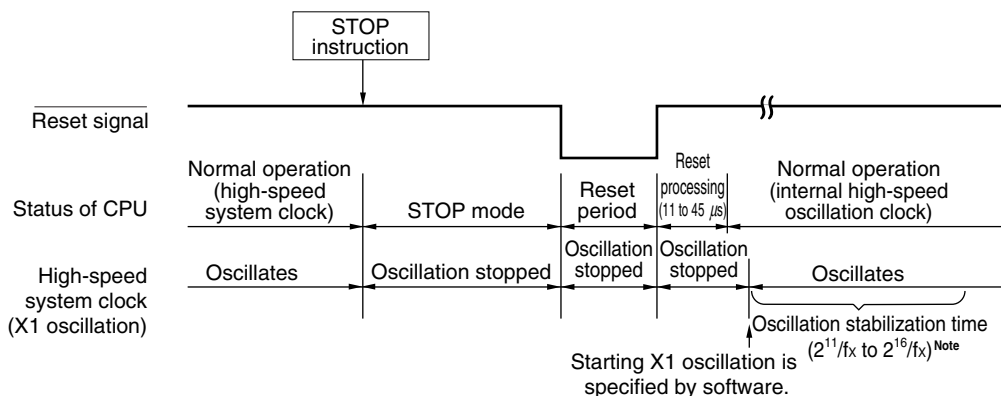 STOP
instruction
Reset signal
Status of CPU
Normal operation
(high-speed
system clock)
STOP mode
Reset
period
Reset
processing
(11 to 45 μs)
Normal operation
(internal high-speed
oscillation clock)
High-speed
system clock
(X1 oscillation)
Oscillates
Oscillation stopped
Oscillation
stopped
Oscillation
stopped
Oscillates
Oscillation stabilization time
(2¹¹/fx to 2¹⁶/fx) Note
Starting X1 oscillation is
specified by software.